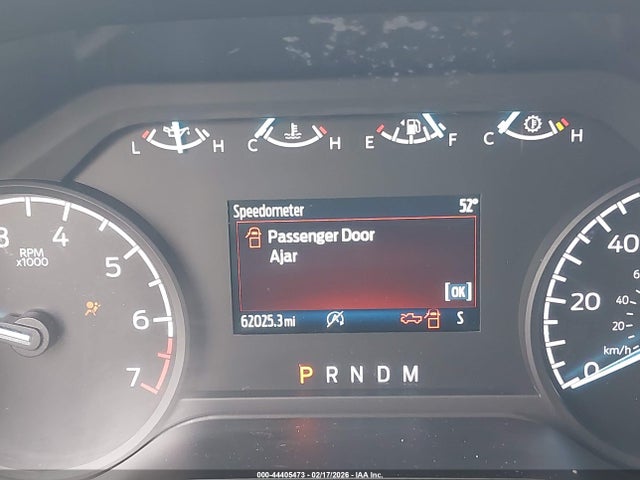 L H C H E F C H
3 4 5 6 7
RPM
x1000
Speedometer 52°
Passenger Door
Ajar
[OK]
62025.3 mi S
P R N D M
40
20
0
6
40
20
km/h
000-44405473 - 02/17/2026 - IAA Inc.